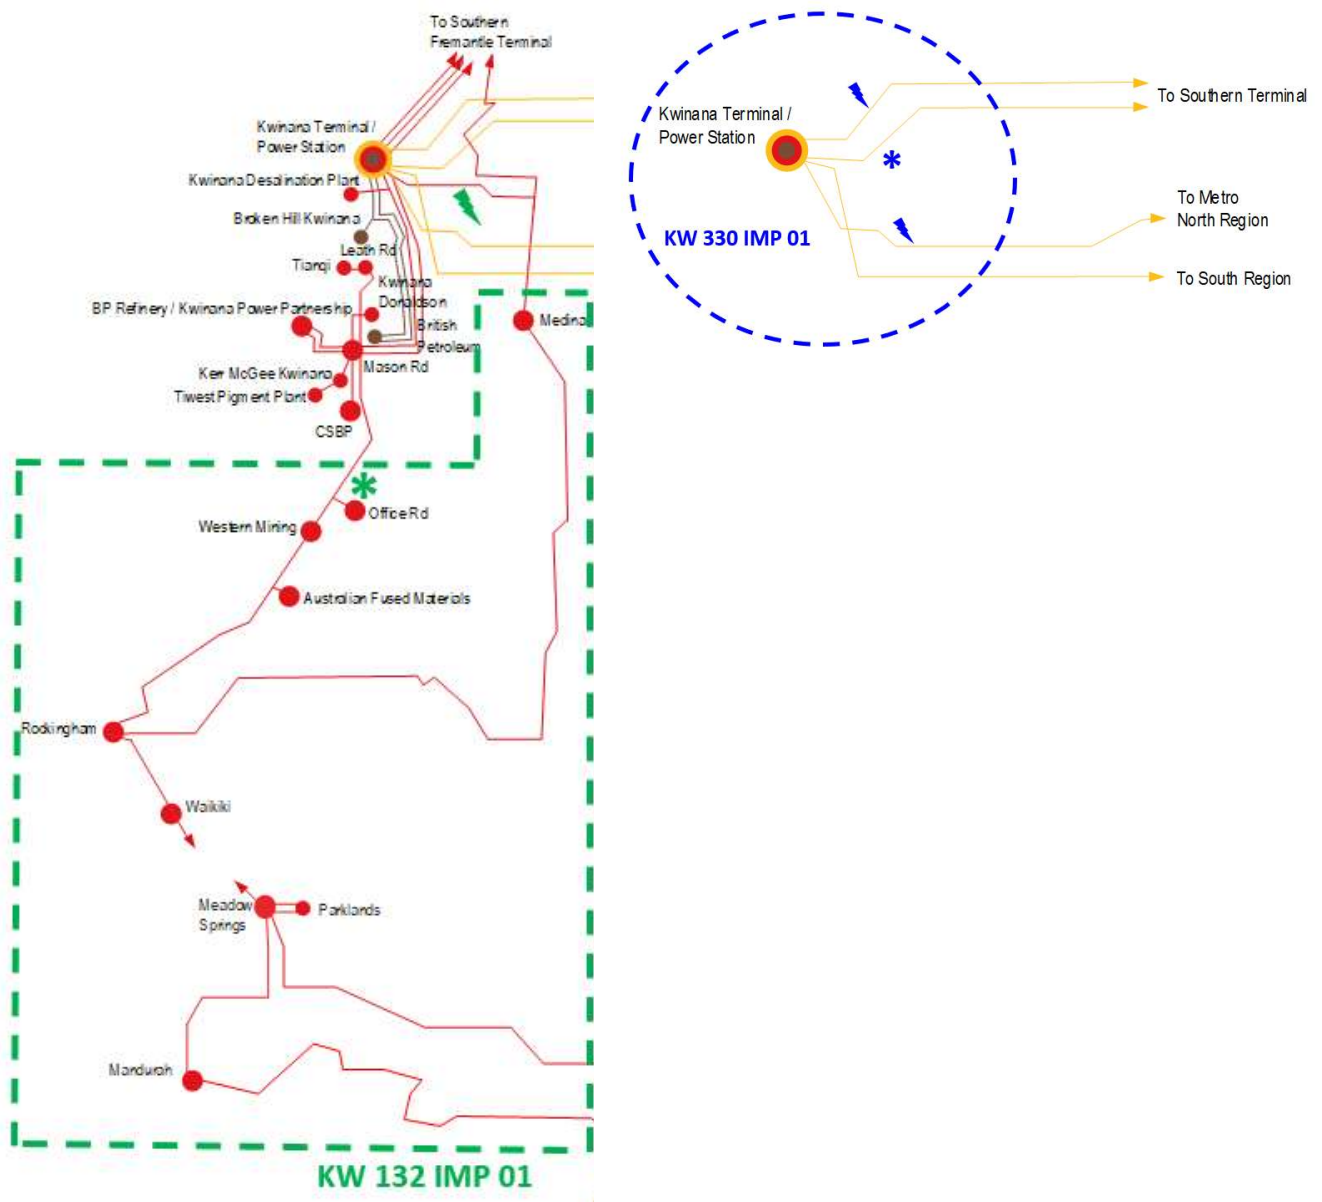 To Southern
Fremantle Terminal
Kwinana Terminal /
Power Station
Kwinana Desalination Plant
Broken Hill Kwinana
Leath Rd
Tianqi
Kwinana
Donaldson
BP Refinery / Kwinana Power Partnership
British
Petroleum
Medina
Mason Rd
Kerr McGee Kwinana
Tiwest Pigment Plant
CSBP
Office Rd
Western Mining
Australian Fused Materials
Rockingham
Waikiki
Meadow
Springs
Parklands
Mandurah
KW 132 IMP 01
Kwinana Terminal /
Power Station
To Southern Terminal
To Metro
North Region
KW 330 IMP 01
To South Region